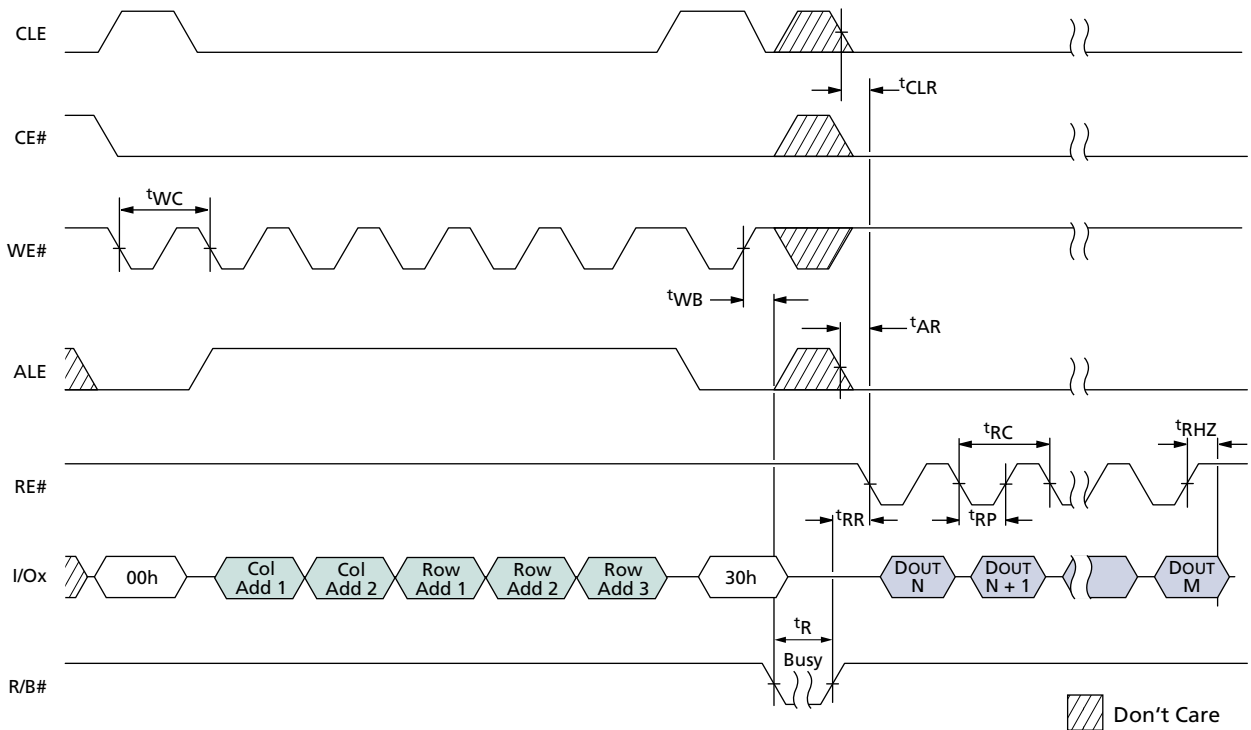 CLE
tCLR
CE#
tWC
WE#
tWB
tAR
ALE
tRC
tRHZ
RE#
tRR
tRP
I/Ox
00h
Col
Add 1
Col
Add 2
Row
Add 1
Row
Add 2
Row
Add 3
30h
DOUT
N
DOUT
N + 1
DOUT
M
tR
Busy
R/B#
Don't Care